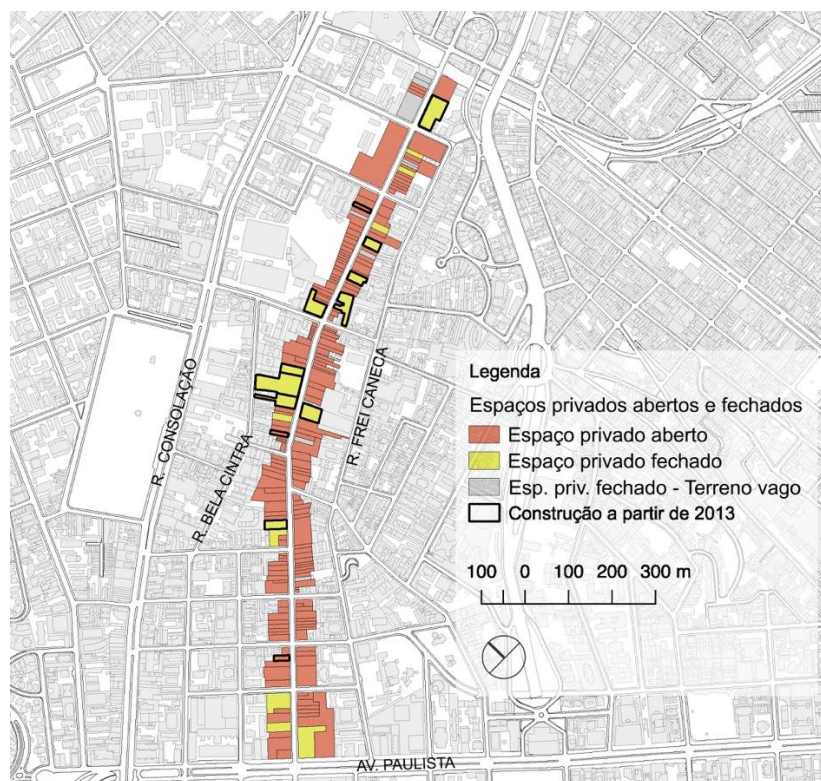 R. CONSOLAÇÃO
R. BELA CINTRA
R. FREI CANECA
AV. PAULISTA
Legenda
Espaços privados abertos e fechados
Espaço privado aberto
Espaço privado fechado
Esp. priv. fechado - Terreno vago
Construção a partir de 2013
100 0 100 200 300 m